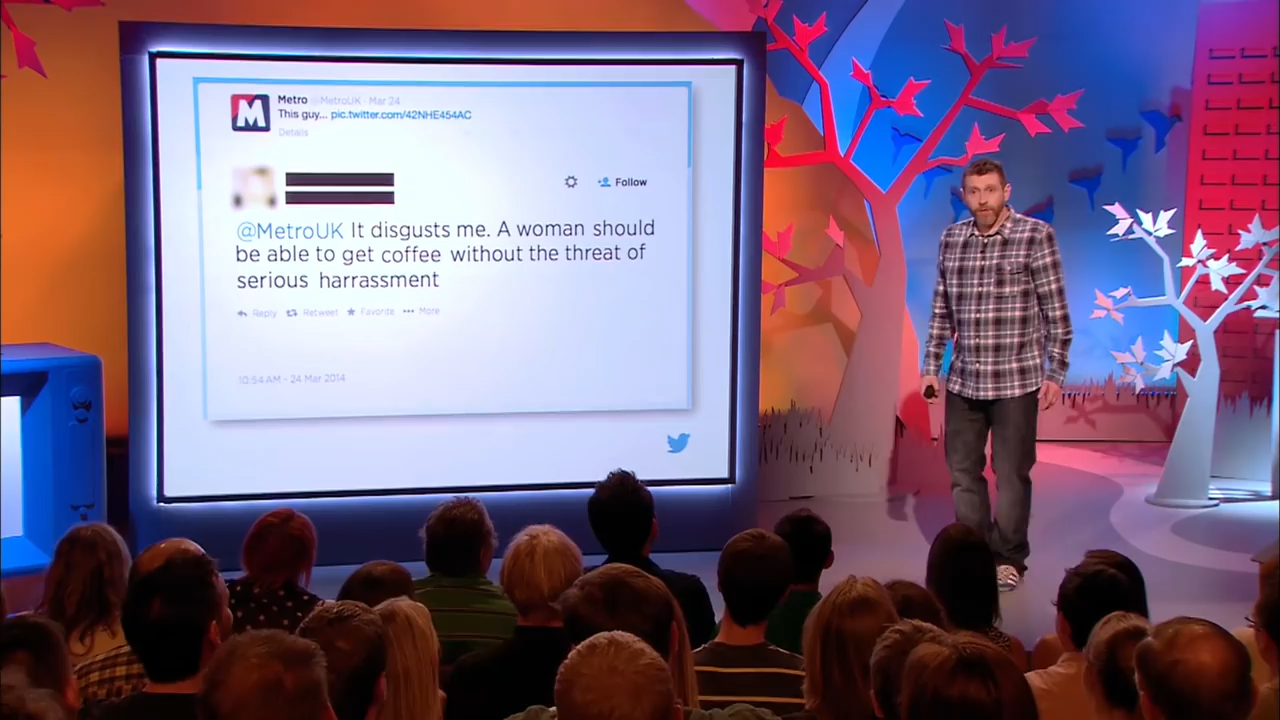 M
Metro @MetroUK - Mar 24
This guy... pic.twitter.com/42NHE454AC
Details
Follow
@MetroUK It disgusts me. A woman should
be able to get coffee without the threat of
serious harrassment
Reply Retweet Favorite More
10:54 AM - 24 Mar 2014